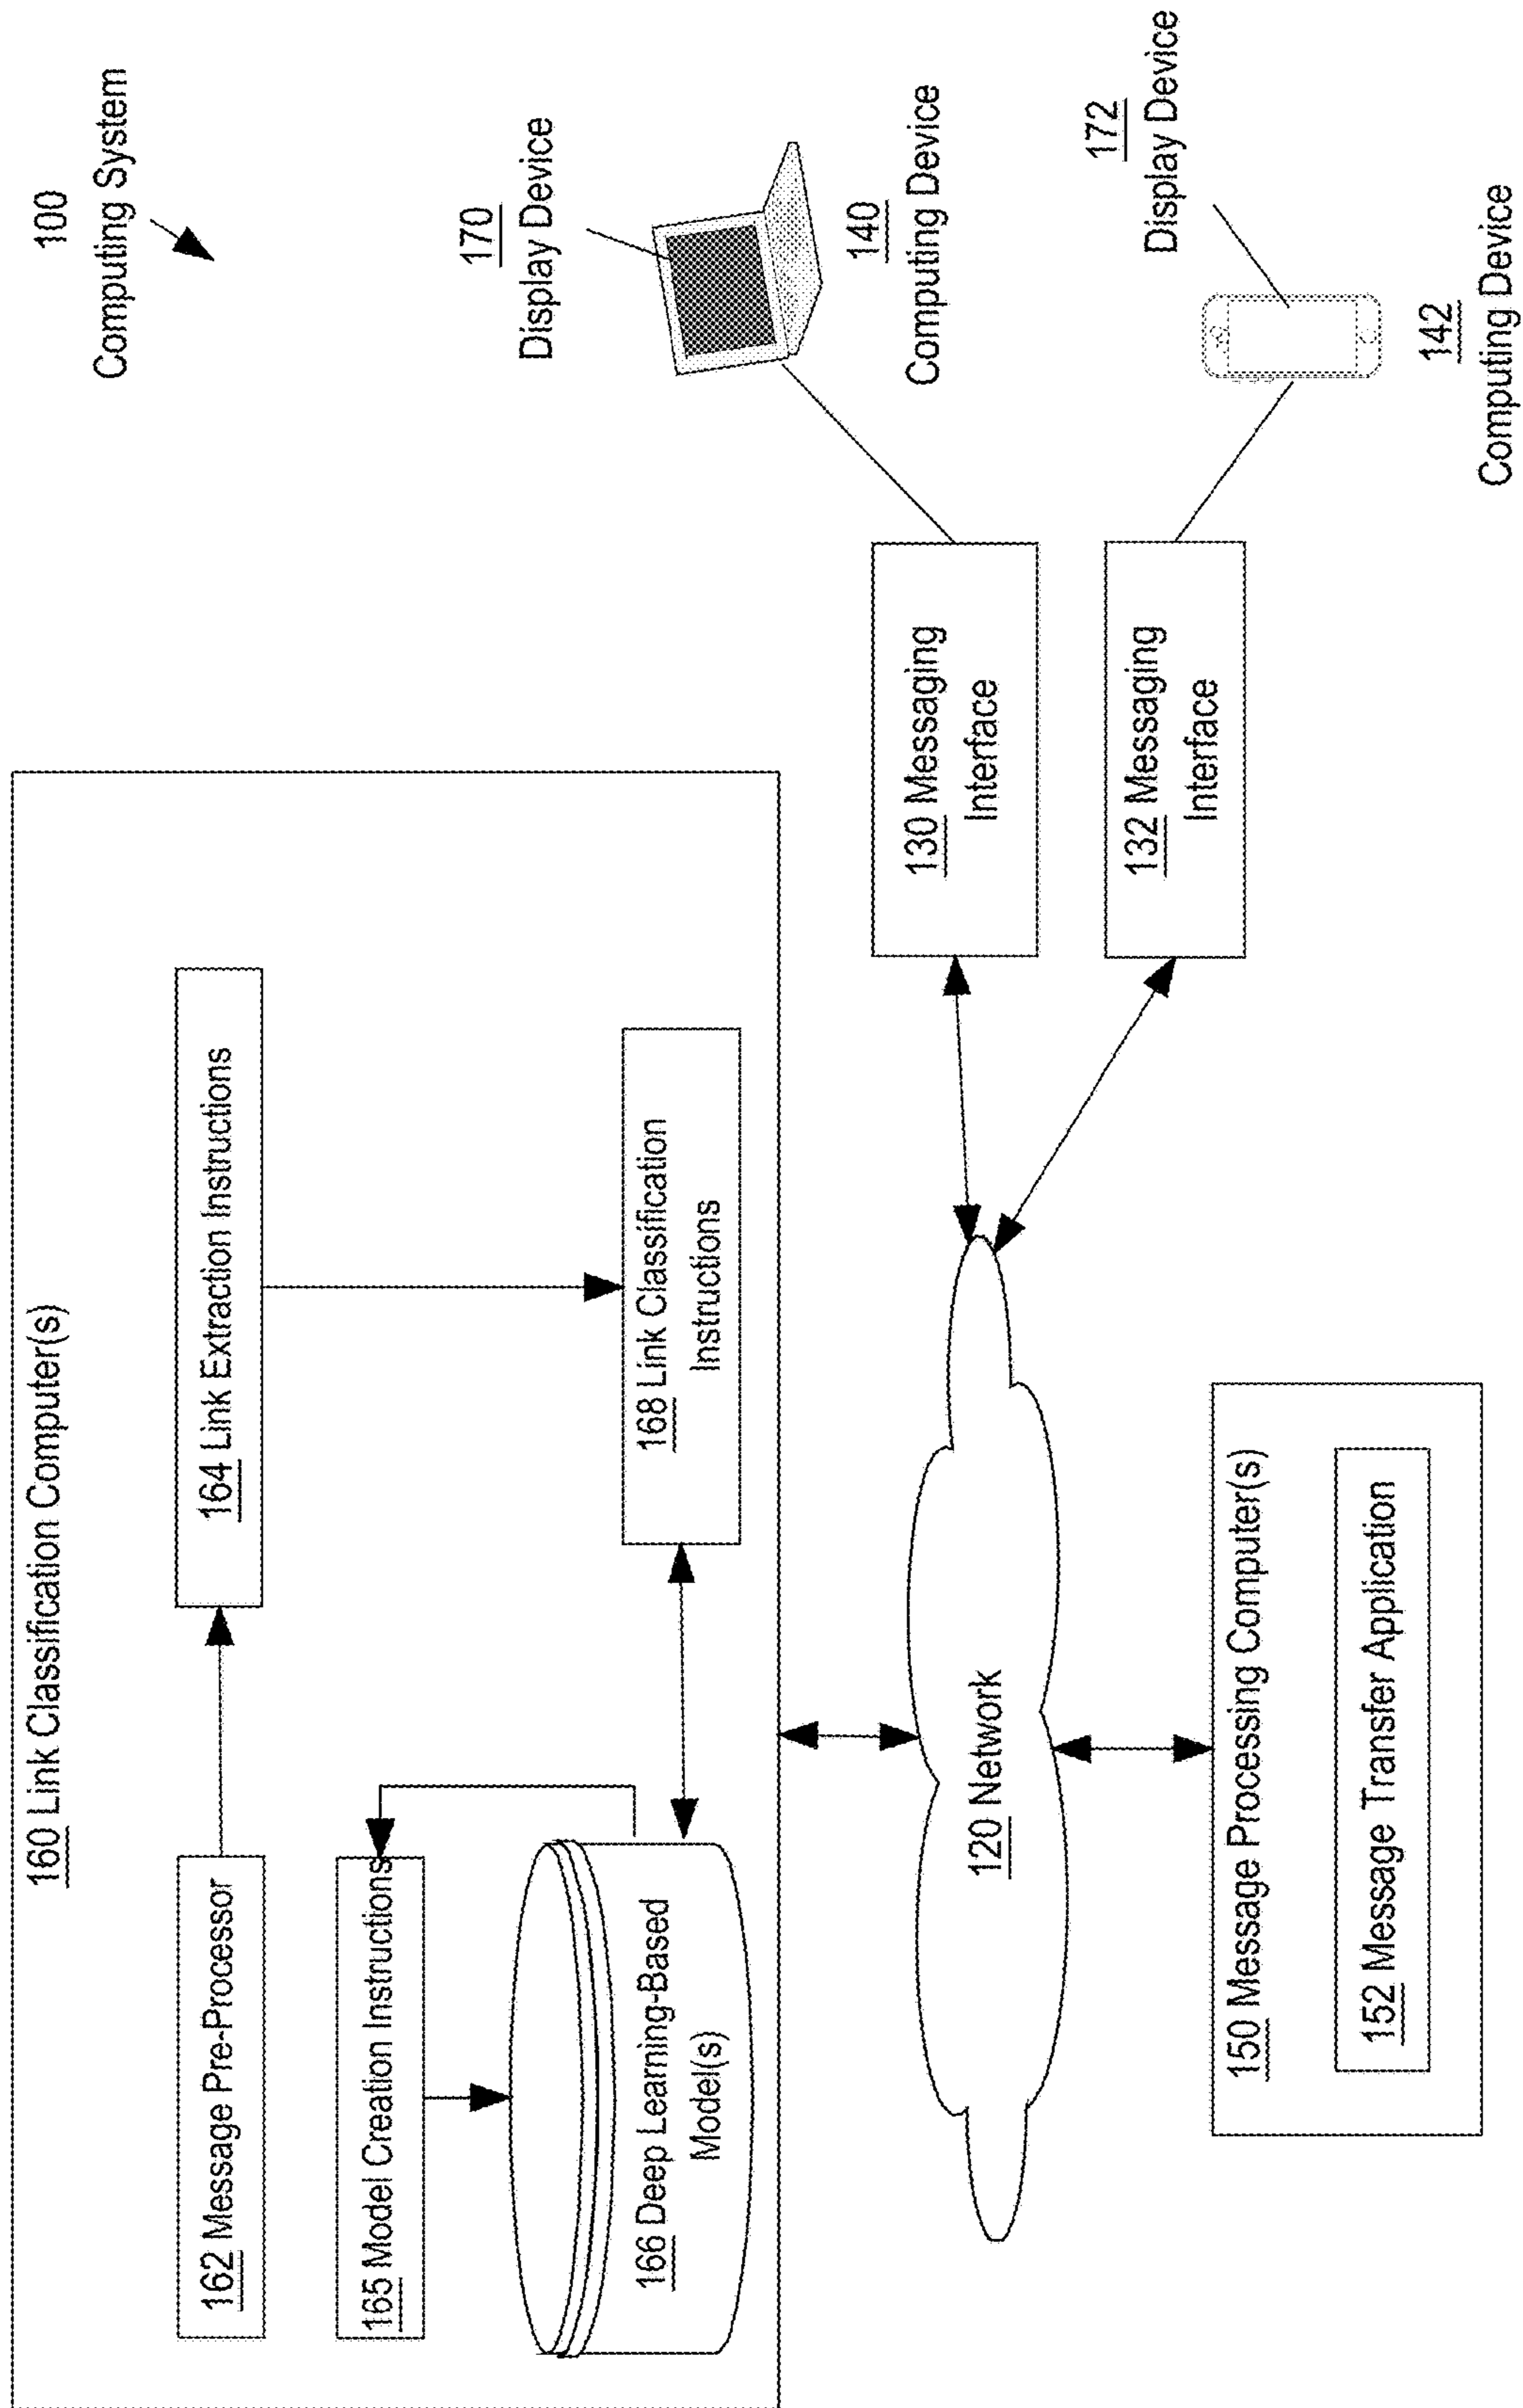 100
Computing System
160 Link Classification Computer(s)
162 Message Pre-Processor
164 Link Extraction Instructions
165 Model Creation Instructions
166 Deep Learning-Based
Model(s)
168 Link Classification
Instructions
170
Display Device
140
Computing Device
120 Network
130 Messaging
Interface
132 Messaging
Interface
172
Display Device
142
Computing Device
150 Message Processing Computer(s)
152 Message Transfer Application